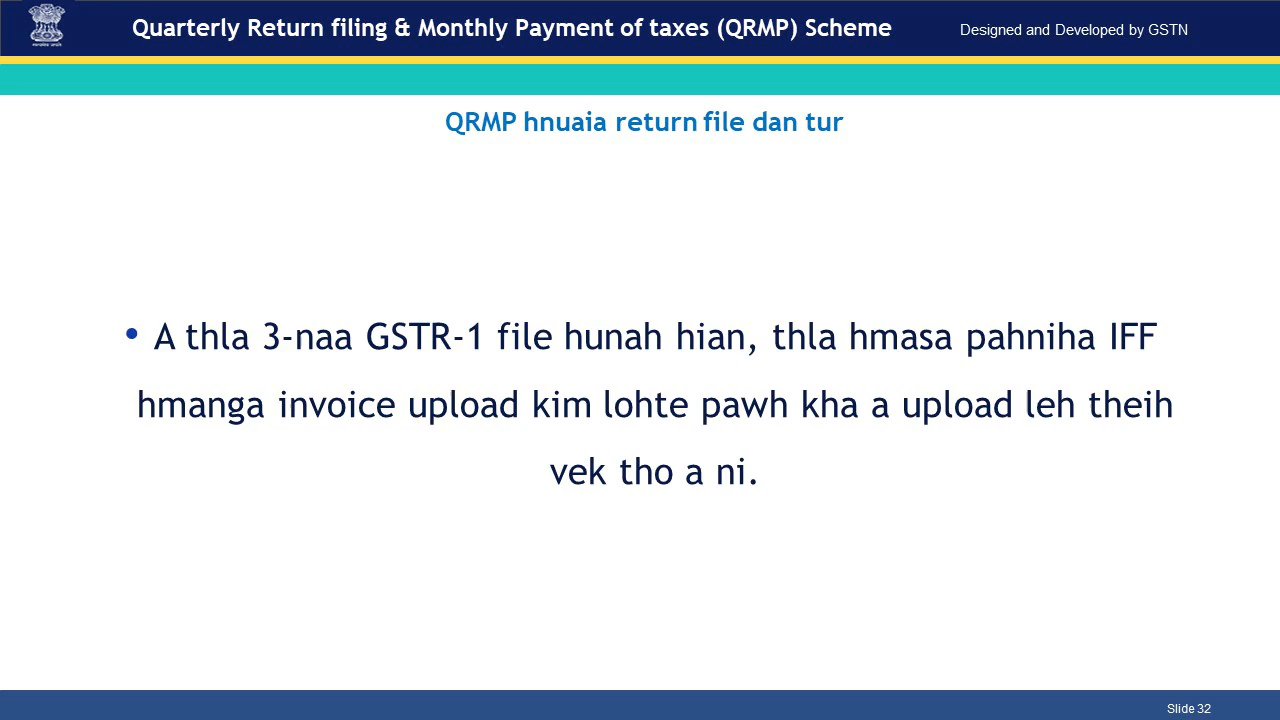 Quarterly Return filing & Monthly Payment of taxes (QRMP) Scheme
Designed and Developed by GSTN
QRMP hnuaia return file dan tur
• A thla 3-naa GSTR-1 file hunah hian, thla hmasa pahniha IFF
hmanga invoice upload kim lohte pawh kha a upload leh theih
vek tho a ni.
Slide 32